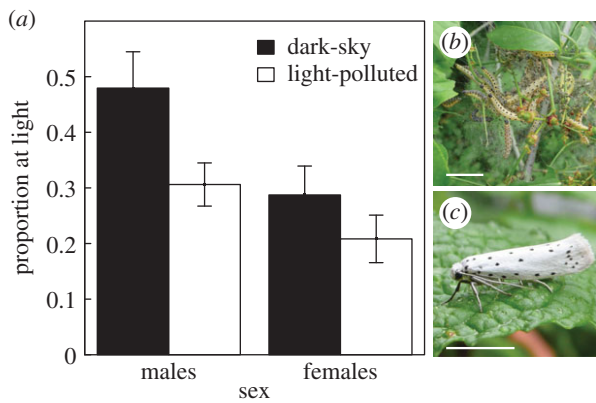 (a)
dark-sky
light-polluted
0.5
0.4
0.3
0.2
0.1
0
proportion at light
males
females
sex
(b)
(c)